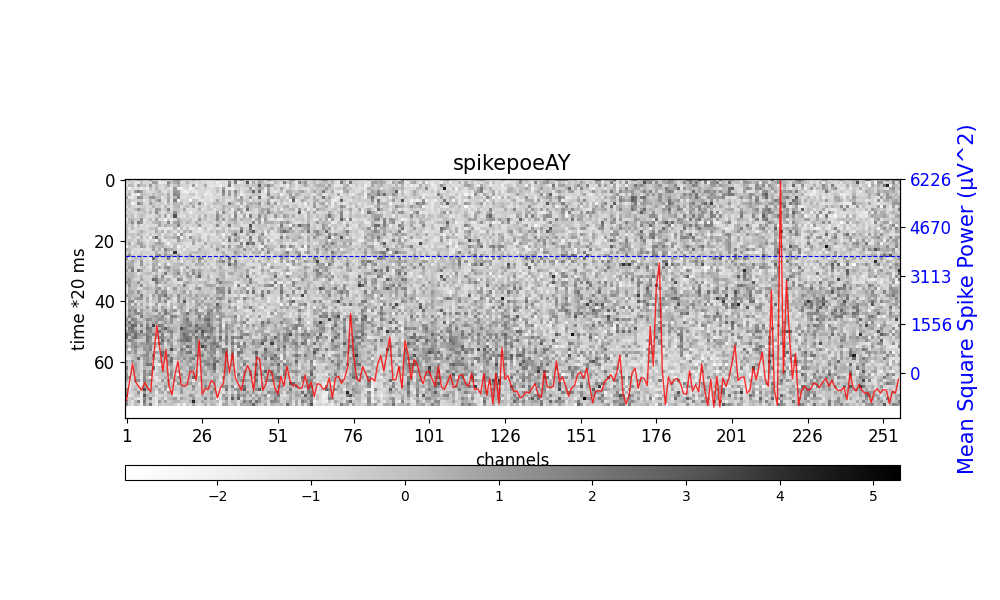 spikepoeAY
0
20
40
60
time *20 ms
6226
4670
3113
1556
0
Mean Square Spike Power (μV^2)
1 26 51 76 101 126 151 176 201 226 251
channels
−2 −1 0 1 2 3 4 5